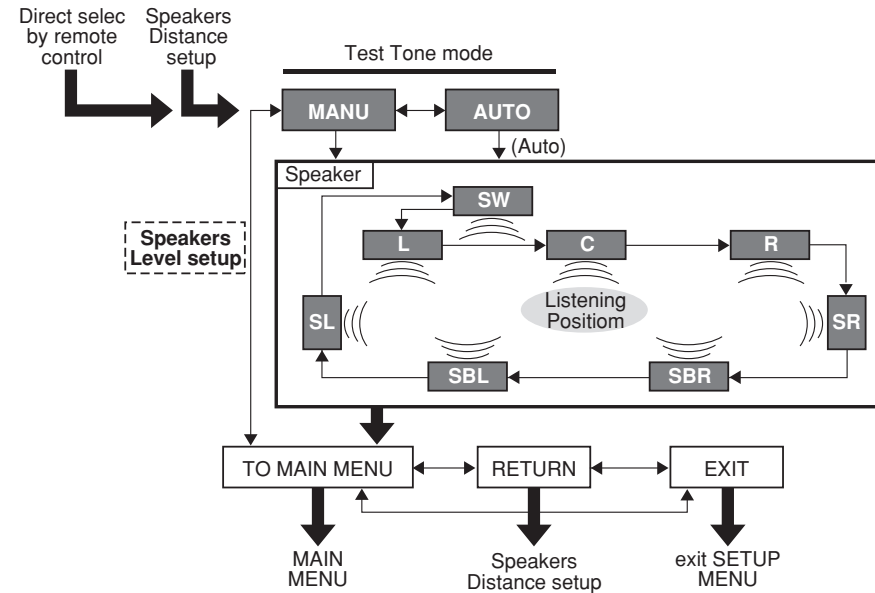 Direct selec
by remote
control
Speakers
Distance
setup
Test Tone mode
MANU
AUTO
(Auto)
Speaker
SW
L
C
R
Speakers
Level setup
SL
Listening
Positiom
SR
SBL
SBR
TO MAIN MENU
RETURN
EXIT
MAIN
MENU
Speakers
Distance setup
exit SETUP
MENU